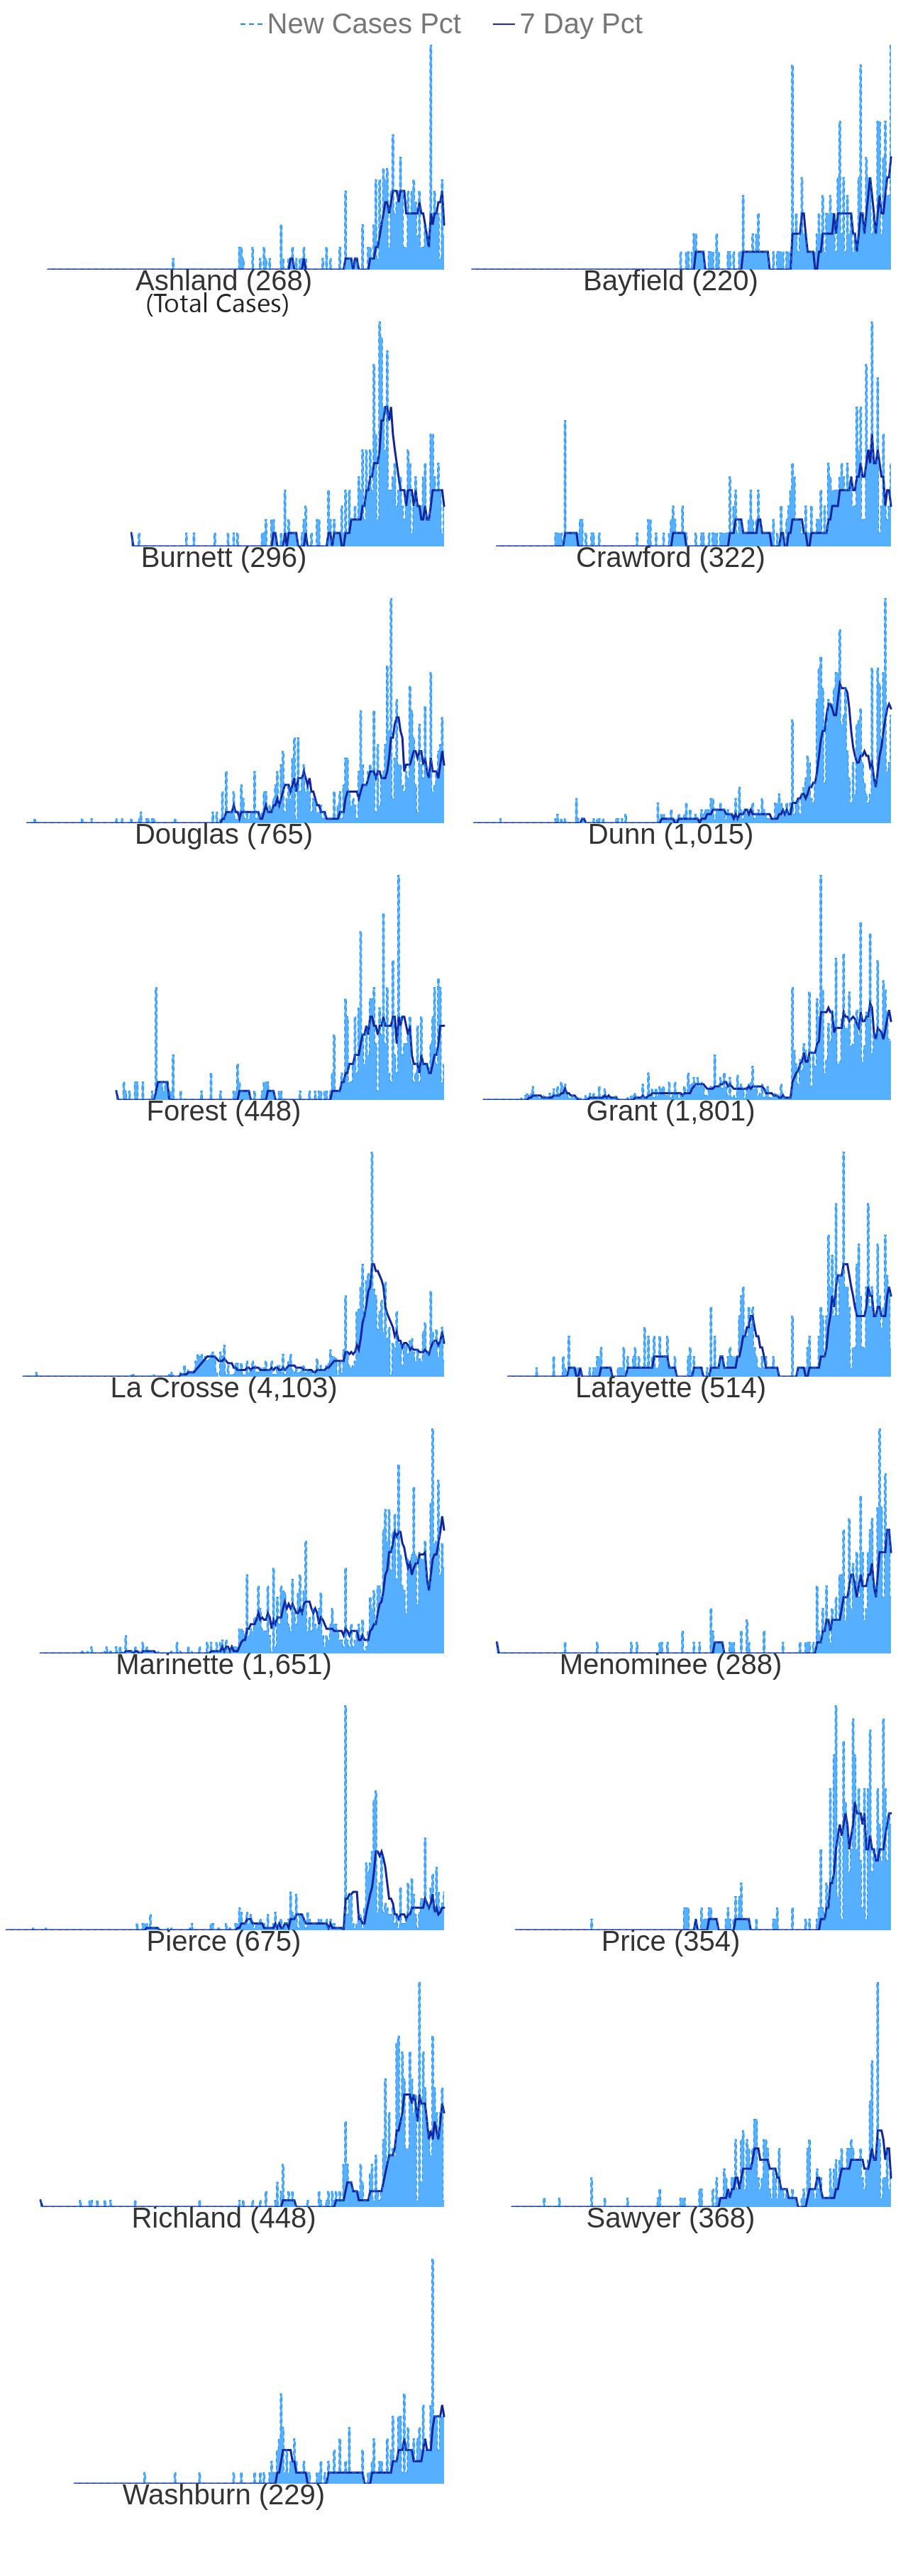 New Cases Pct 7 Day Pct
Ashland (268) Bayfield (220)
(Total Cases)
Burnett (296) Crawford (322)
Douglas (765) Dunn (1,015)
Forest (448) Grant (1,801)
La Crosse (4,103) Lafayette (514)
Marinette (1,651) Menominee (288)
Pierce (675) Price (354)
Richland (448) Sawyer (368)
Washburn (229)